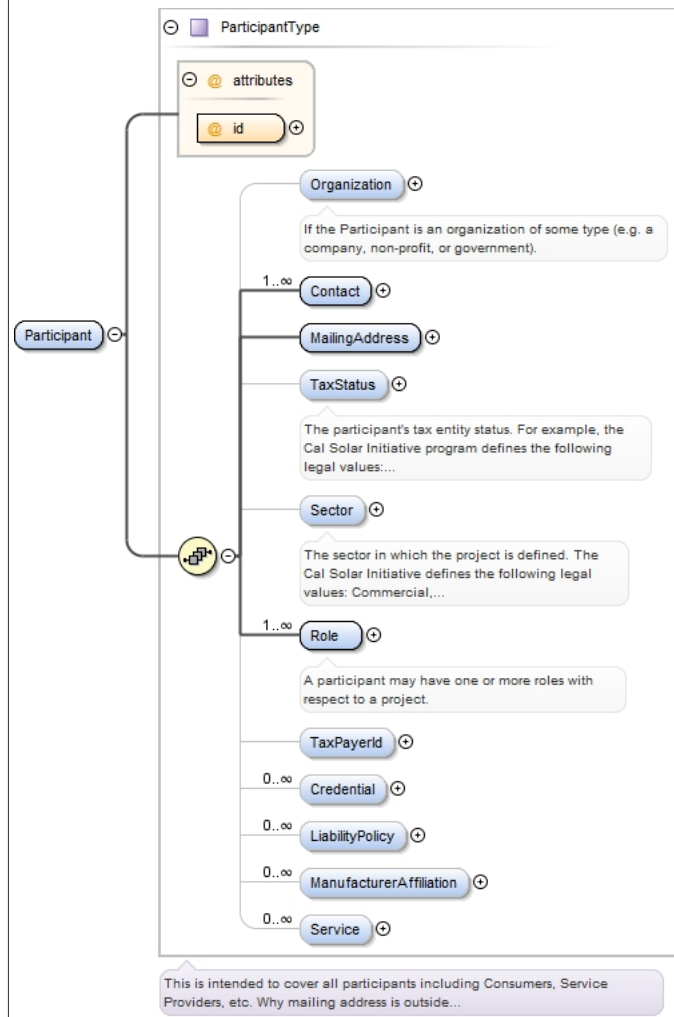 ParticipantType
@ attributes
@ id
Organization
If the Participant is an organization of some type (e.g. a
company, non-profit, or government).
1..∞
Contact
Participant
MailingAddress
TaxStatus
The participant's tax entity status. For example, the
Cal Solar Initiative program defines the following
legal values:...
Sector
The sector in which the project is defined. The
Cal Solar Initiative defines the following legal
values: Commercial,...
1..∞
Role
A participant may have one or more roles with
respect to a project.
TaxPayerId
0..∞
Credential
0..∞
LiabilityPolicy
0..∞
ManufacturerAffiliation
0..∞
Service
This is intended to cover all participants including Consumers, Service
Providers, etc. Why mailing address is outside...